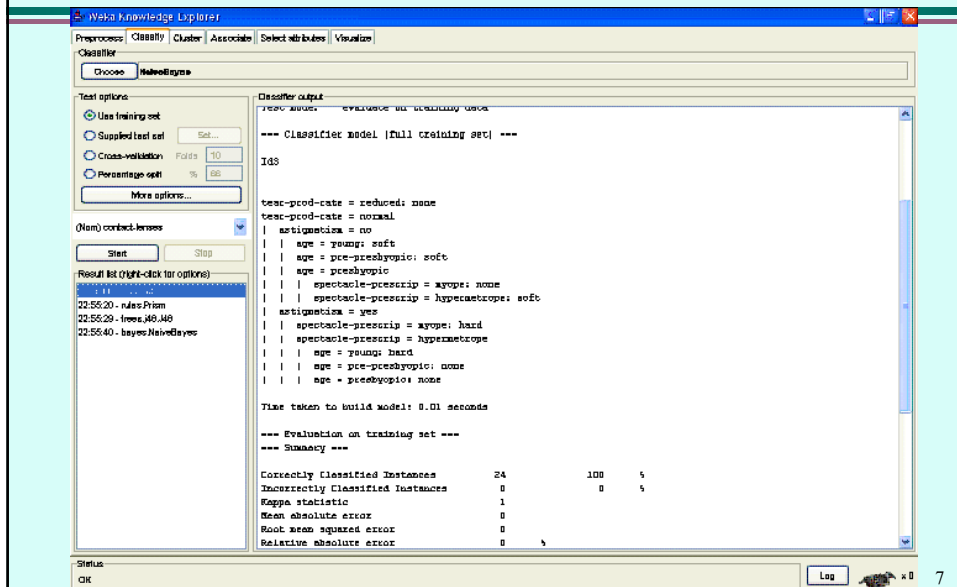 Weka Knowledge Explorer
Preprocess Classify Cluster Associate Select attributes Visualize
Classifier
Choose NaiveBayes
Test options
Use training set
Supplied test set Set...
Cross-validation Folds 10
Percentage split % 66
More options...
(Nom) contact-lenses
Start Stop
Result list (right-click for options)
22:55:20 - rules.Prism
22:55:29 - trees.j48.J48
22:55:40 - bayes.NaiveBayes
Classifier output
Test mode: evaluate on training data
=== Classifier model (full training set) ===
Id3
tear-prod-rate = reduced: none
tear-prod-rate = normal
| astigmatism = no
| | age = young: soft
| | age = pre-presbyopic: soft
| | age = presbyopic
| | | spectacle-prescrip = myope: none
| | | spectacle-prescrip = hypermetrope: soft
| astigmatism = yes
| | spectacle-prescrip = myope: hard
| | spectacle-prescrip = hypermetrope
| | | age = young: hard
| | | age = pre-presbyopic: none
| | | age = presbyopic: none
Time taken to build model: 0.01 seconds
=== Evaluation on training set ===
=== Summary ===
Correctly Classified Instances 24 100 %
Incorrectly Classified Instances 0 0 %
Kappa statistic 1
Mean absolute error 0
Root mean squared error 0
Relative absolute error 0 %
Status
OK
Log x 0
7